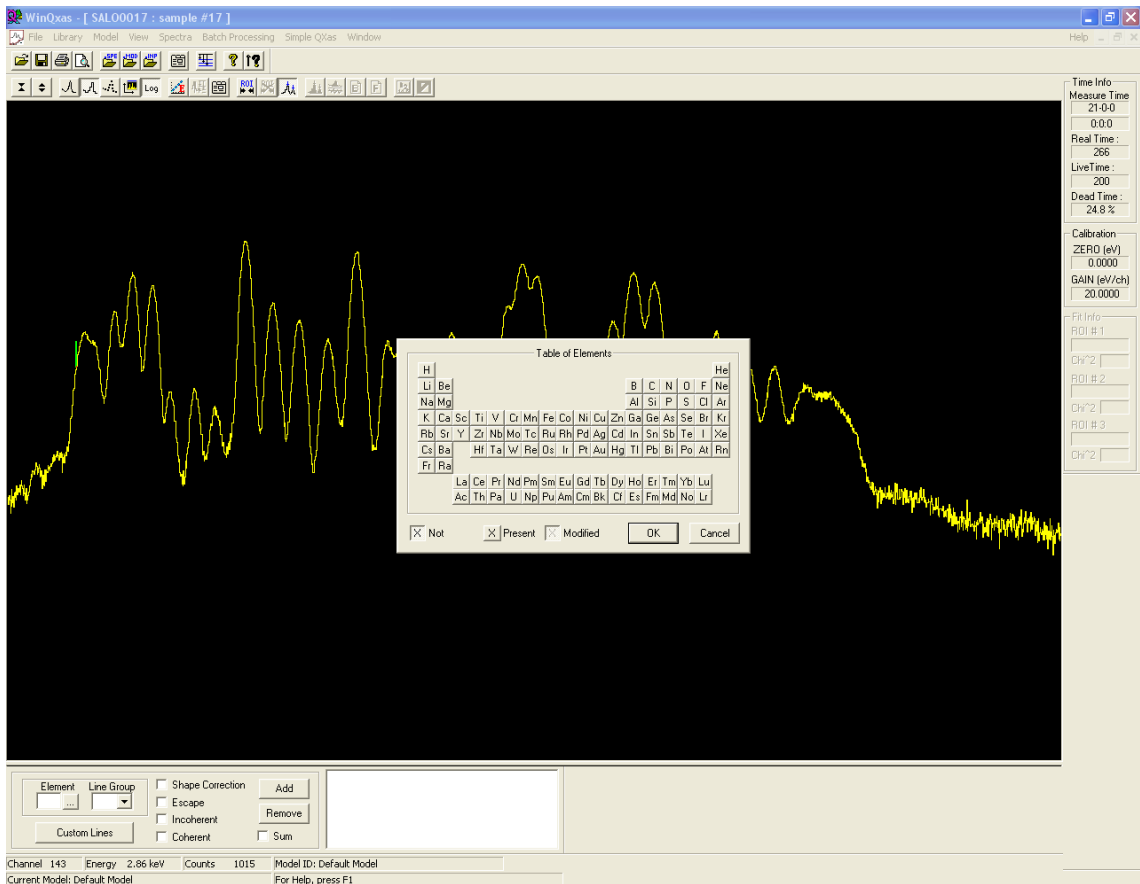 WinQxas - [ SALO0017 : sample #17 ]
File Library Model View Spectra Batch Processing Simple QXas Window Help
SPE MOD IMP
Log ROI
Time Info
Measure Time
21-0-0
0:0:0
Real Time :
266
LiveTime :
200
Dead Time :
24.8 %
Calibration
ZERO (eV)
0.0000
GAIN (eV/ch)
20.0000
Fit Info
ROI # 1
Chi^2
ROI # 2
Chi^2
ROI # 3
Chi^2
Table of Elements
H He
Li Be B C N O F Ne
Na Mg Al Si P S Cl Ar
K Ca Sc Ti V Cr Mn Fe Co Ni Cu Zn Ga Ge As Se Br Kr
Rb Sr Y Zr Nb Mo Tc Ru Rh Pd Ag Cd In Sn Sb Te I Xe
Cs Ba Hf Ta W Re Os Ir Pt Au Hg Tl Pb Bi Po At Rn
Fr Ra
La Ce Pr Nd Pm Sm Eu Gd Tb Dy Ho Er Tm Yb Lu
Ac Th Pa U Np Pu Am Cm Bk Cf Es Fm Md No Lr
X Not X Present X Modified OK Cancel
Element Line Group
...
Custom Lines
Shape Correction
Escape
Incoherent
Coherent
Add
Remove
Sum
Channel 143 Energy 2.86 keV Counts 1015 Model ID: Default Model
Current Model: Default Model For Help, press F1